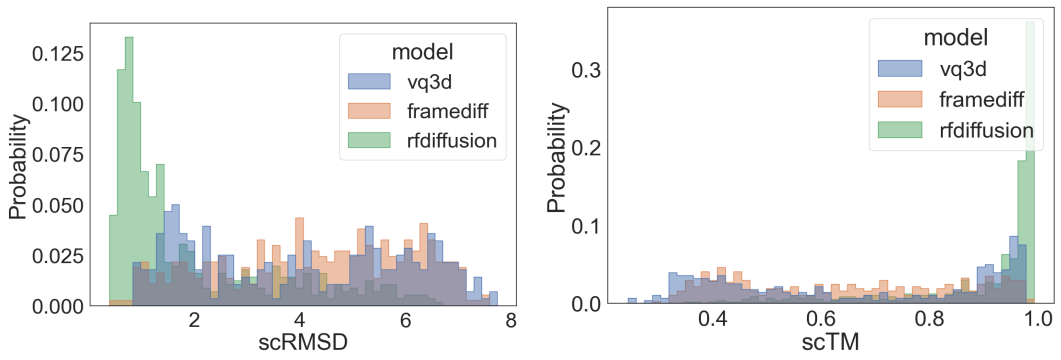 Probability
0.125
0.100
0.075
0.050
0.025
0.000
2
4
6
8
scRMSD
model
vq3d
framediff
rfdiffusion
Probability
0.3
0.2
0.1
0.0
0.4
0.6
0.8
1.0
scTM
model
vq3d
framediff
rfdiffusion